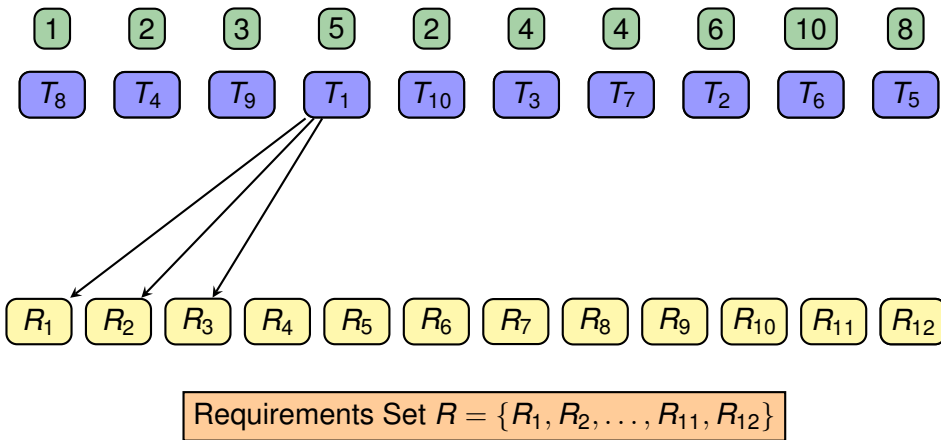 1 2 3 5 2 4 4 6 10 8
T₈ T₄ T₉ T₁ T₁₀ T₃ T₇ T₂ T₆ T₅
R₁ R₂ R₃ R₄ R₅ R₆ R₇ R₈ R₉ R₁₀ R₁₁ R₁₂
Requirements Set R = {R₁, R₂, . . . , R₁₁, R₁₂}